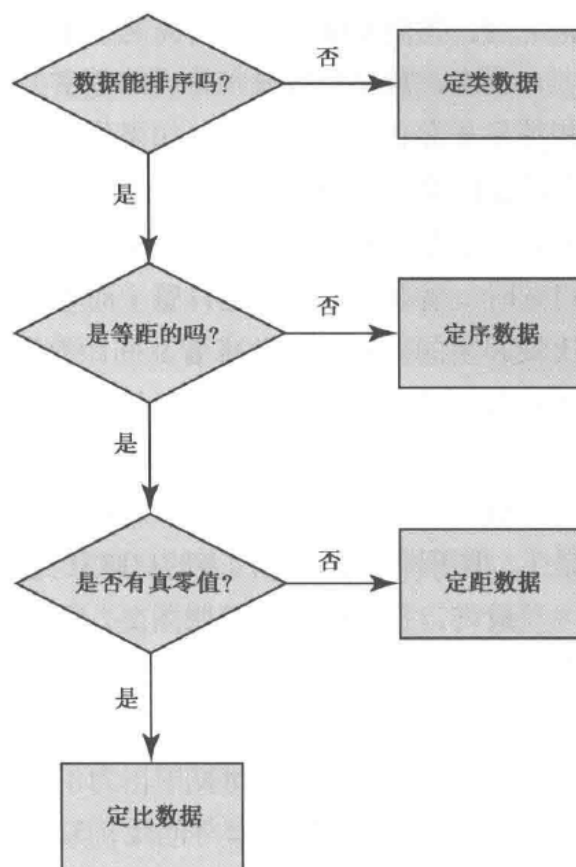 数据能排序吗?
否
定类数据
是
是等距的吗?
否
定序数据
是
是否有真零值?
否
定距数据
是
定比数据